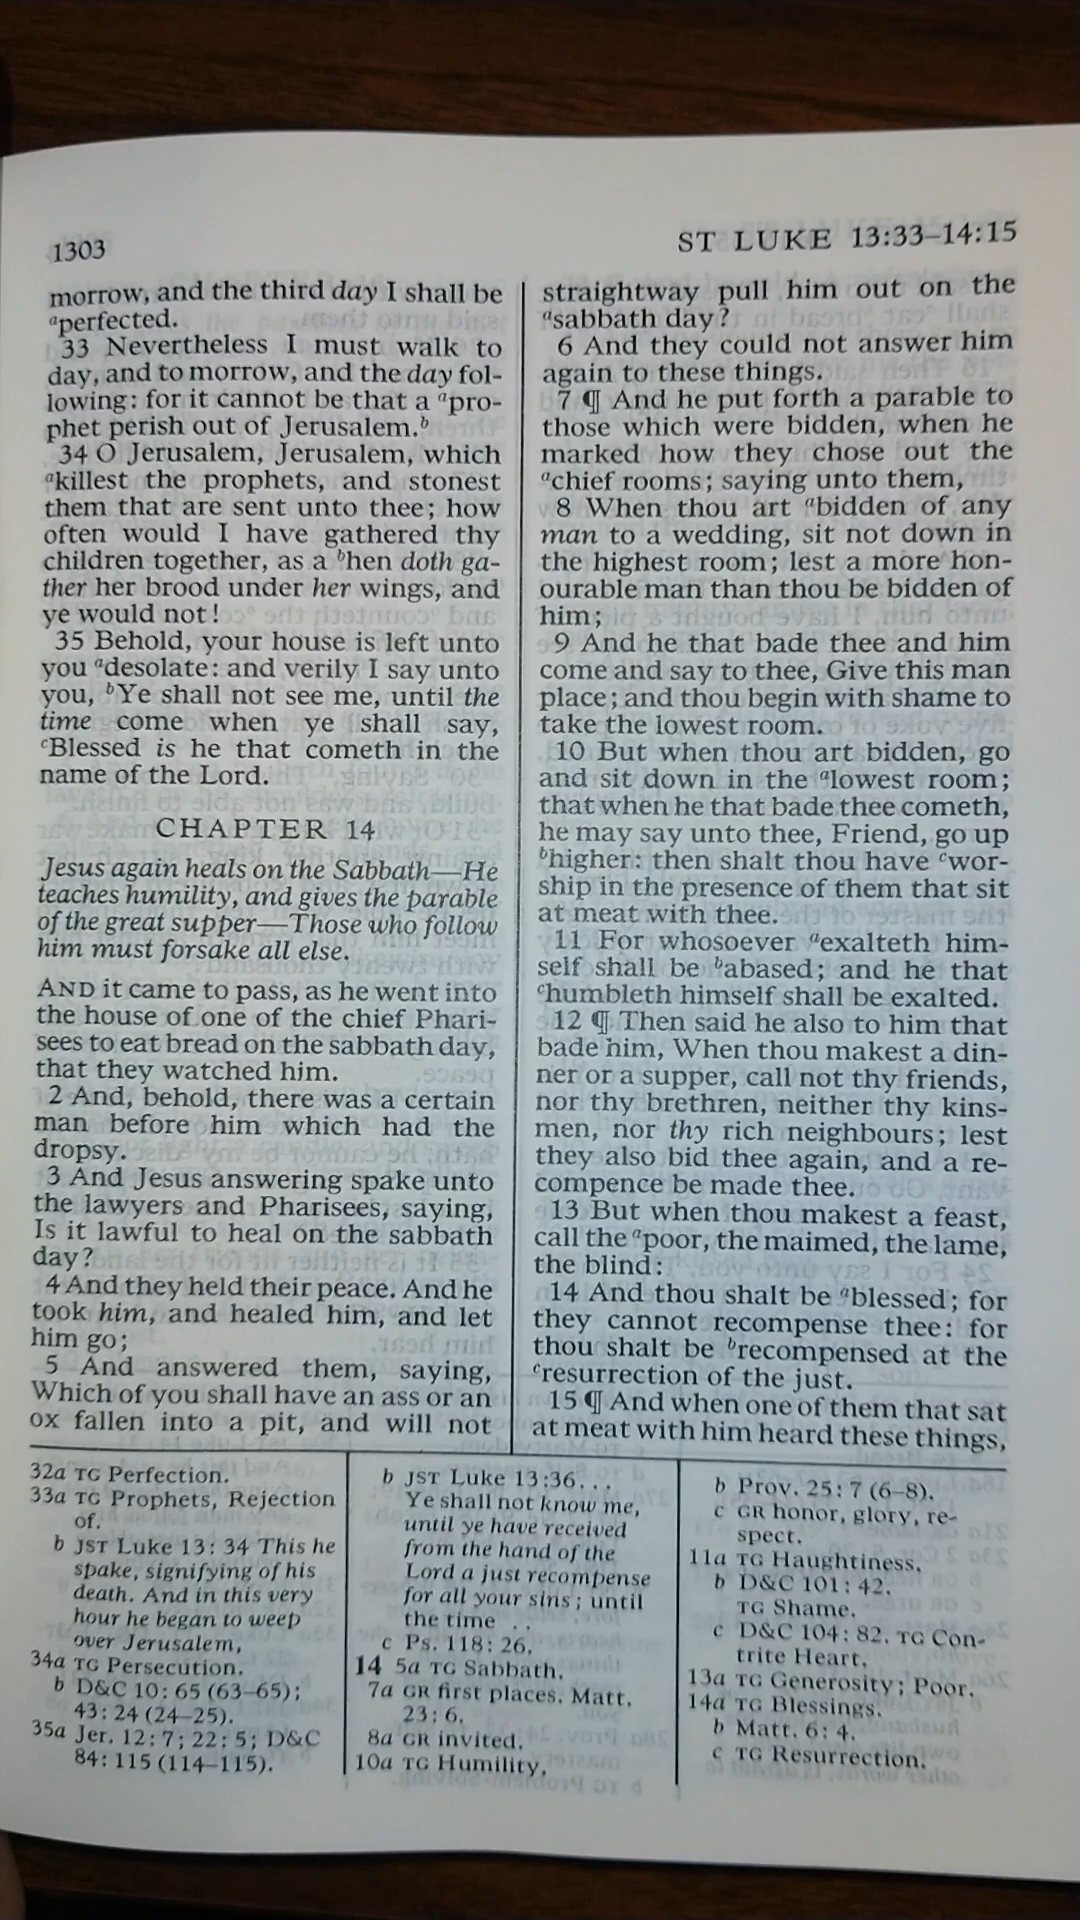 1303
ST LUKE 13:33–14:15
morrow, and the third day I shall be
ᵃperfected.
33 Nevertheless I must walk to
day, and to morrow, and the day fol-
lowing: for it cannot be that a ᵃpro-
phet perish out of Jerusalem.ᵇ
34 O Jerusalem, Jerusalem, which
ᵃkillest the prophets, and stonest
them that are sent unto thee; how
often would I have gathered thy
children together, as a ᵇhen doth ga-
ther her brood under her wings, and
ye would not!
35 Behold, your house is left unto
you ᵃdesolate: and verily I say unto
you, ᵇYe shall not see me, until the
time come when ye shall say,
ᶜBlessed is he that cometh in the
name of the Lord.
CHAPTER 14
Jesus again heals on the Sabbath—He
teaches humility, and gives the parable
of the great supper—Those who follow
him must forsake all else.
AND it came to pass, as he went into
the house of one of the chief Phari-
sees to eat bread on the sabbath day,
that they watched him.
2 And, behold, there was a certain
man before him which had the
dropsy.
3 And Jesus answering spake unto
the lawyers and Pharisees, saying,
Is it lawful to heal on the sabbath
day?
4 And they held their peace. And he
took him, and healed him, and let
him go;
5 And answered them, saying,
Which of you shall have an ass or an
ox fallen into a pit, and will not
straightway pull him out on the
ᵃsabbath day?
6 And they could not answer him
again to these things.
7 ¶ And he put forth a parable to
those which were bidden, when he
marked how they chose out the
ᵃchief rooms; saying unto them,
8 When thou art ᵃbidden of any
man to a wedding, sit not down in
the highest room; lest a more hon-
ourable man than thou be bidden of
him;
9 And he that bade thee and him
come and say to thee, Give this man
place; and thou begin with shame to
take the lowest room.
10 But when thou art bidden, go
and sit down in the ᵃlowest room;
that when he that bade thee cometh,
he may say unto thee, Friend, go up
ᵇhigher: then shalt thou have ᶜwor-
ship in the presence of them that sit
at meat with thee.
11 For whosoever ᵃexalteth him-
self shall be ᵇabased; and he that
ᶜhumbleth himself shall be exalted.
12 ¶ Then said he also to him that
bade him, When thou makest a din-
ner or a supper, call not thy friends,
nor thy brethren, neither thy kins-
men, nor thy rich neighbours; lest
they also bid thee again, and a re-
compence be made thee.
13 But when thou makest a feast,
call the ᵃpoor, the maimed, the lame,
the blind:
14 And thou shalt be ᵃblessed; for
they cannot recompense thee: for
thou shalt be ᵇrecompensed at the
ᶜresurrection of the just.
15 ¶ And when one of them that sat
at meat with him heard these things,
32a TG Perfection.
33a TG Prophets, Rejection
of.
b JST Luke 13: 34 This he
spake, signifying of his
death. And in this very
hour he began to weep
over Jerusalem,
34a TG Persecution.
b D&C 10: 65 (63–65);
43: 24 (24–25).
35a Jer. 12: 7; 22: 5; D&C
84: 115 (114–115).
b JST Luke 13:36. . .
Ye shall not know me,
until ye have received
from the hand of the
Lord a just recompense
for all your sins; until
the time . .
c Ps. 118: 26.
14 5a TG Sabbath.
7a GR first places. Matt.
23: 6.
8a GR invited.
10a TG Humility.
b Prov. 25: 7 (6–8).
c GR honor, glory, re-
spect.
11a TG Haughtiness.
b D&C 101: 42.
TG Shame.
c D&C 104: 82. TG Con-
trite Heart.
13a TG Generosity; Poor.
14a TG Blessings.
b Matt. 6: 4.
c TG Resurrection.